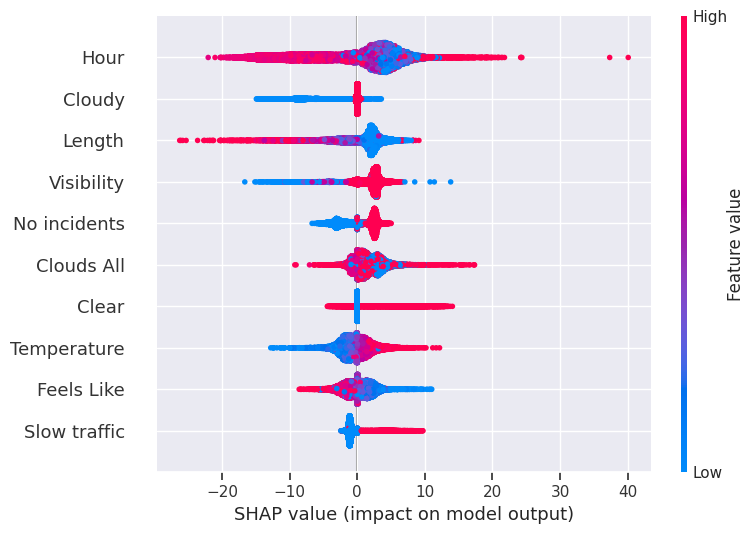 High
Hour
Cloudy
Length
Visibility
No incidents
Clouds All
Clear
Temperature
Feels Like
Slow traffic
Feature value
Low
−20 −10 0 10 20 30 40
SHAP value (impact on model output)